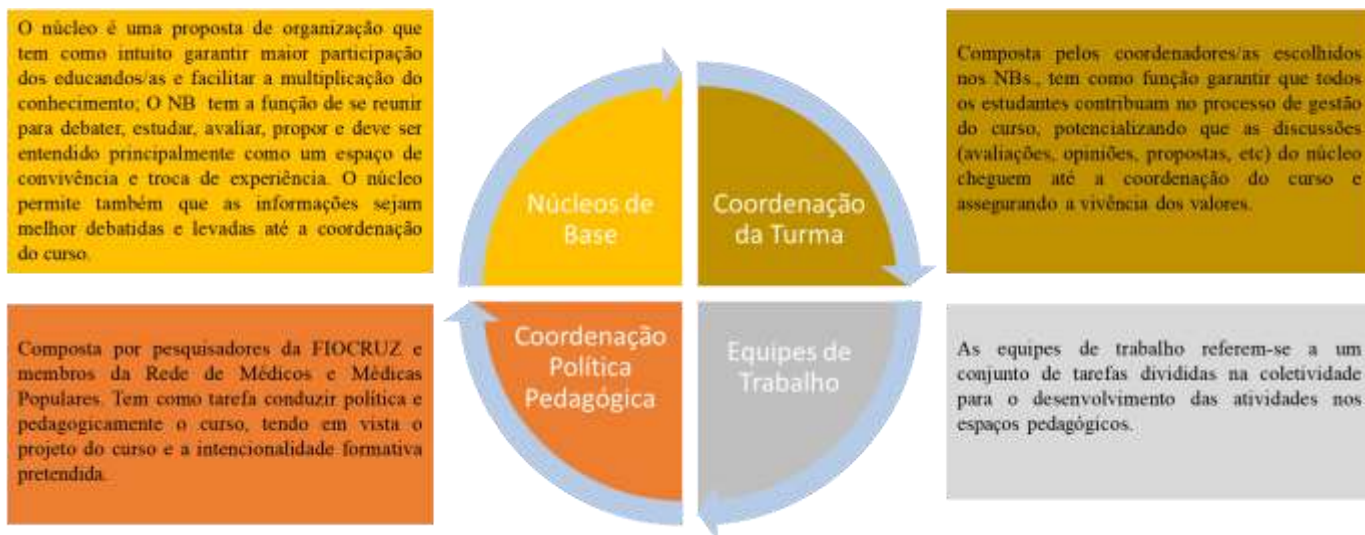 O núcleo é uma proposta de organização que
tem como intuito garantir maior participação
dos educandos/as e facilitar a multiplicação do
conhecimento; O NB tem a função de se reunir
para debater, estudar, avaliar, propor e deve ser
entendido principalmente como um espaço de
convivência e troca de experiência. O núcleo
permite também que as informações sejam
melhor debatidas e levadas até a coordenação
do curso.
Núcleos de
Base
Coordenação
da Turma
Composta pelos coordenadores/as escolhidos
nos NBs., tem como função garantir que todos
os estudantes contribuam no processo de gestão
do curso, potencializando que as discussões
(avaliações, opiniões, propostas, etc) do núcleo
cheguem até a coordenação do curso e
assegurando a vivência dos valores.
Composta por pesquisadores da FIOCRUZ e
membros da Rede de Médicos e Médicas
Populares. Tem como tarefa conduzir política e
pedagogicamente o curso, tendo em vista o
projeto do curso e a intencionalidade formativa
pretendida.
Coordenação
Política
Pedagógica
Equipes de
Trabalho
As equipes de trabalho referem-se a um
conjunto de tarefas divididas na coletividade
para o desenvolvimento das atividades nos
espaços pedagógicos.